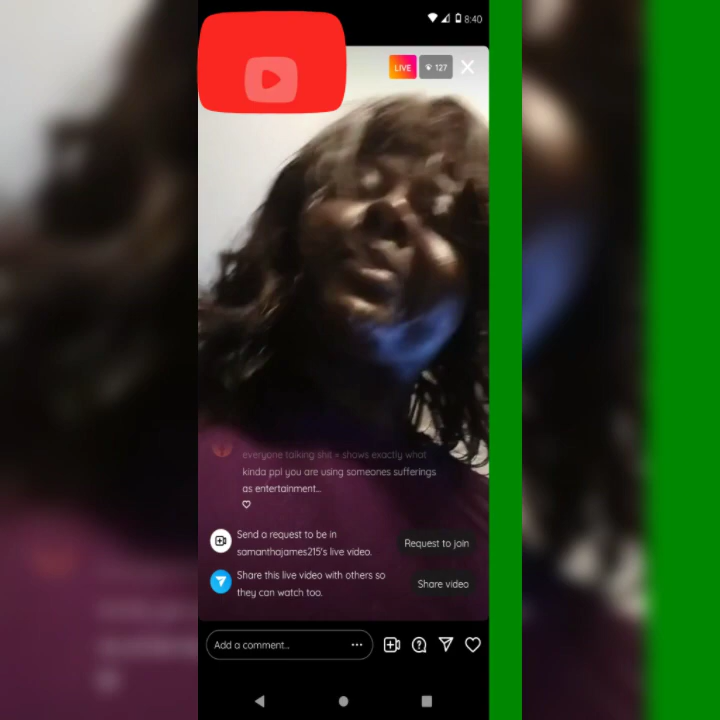 8:40
LIVE
127
everyone talking shit = shows exactly what
kinda ppl you are using someones sufferings
as entertainment...
Send a request to be in
samanthajames215's live video.
Request to join
Share this live video with others so
they can watch too.
Share video
Add a comment...